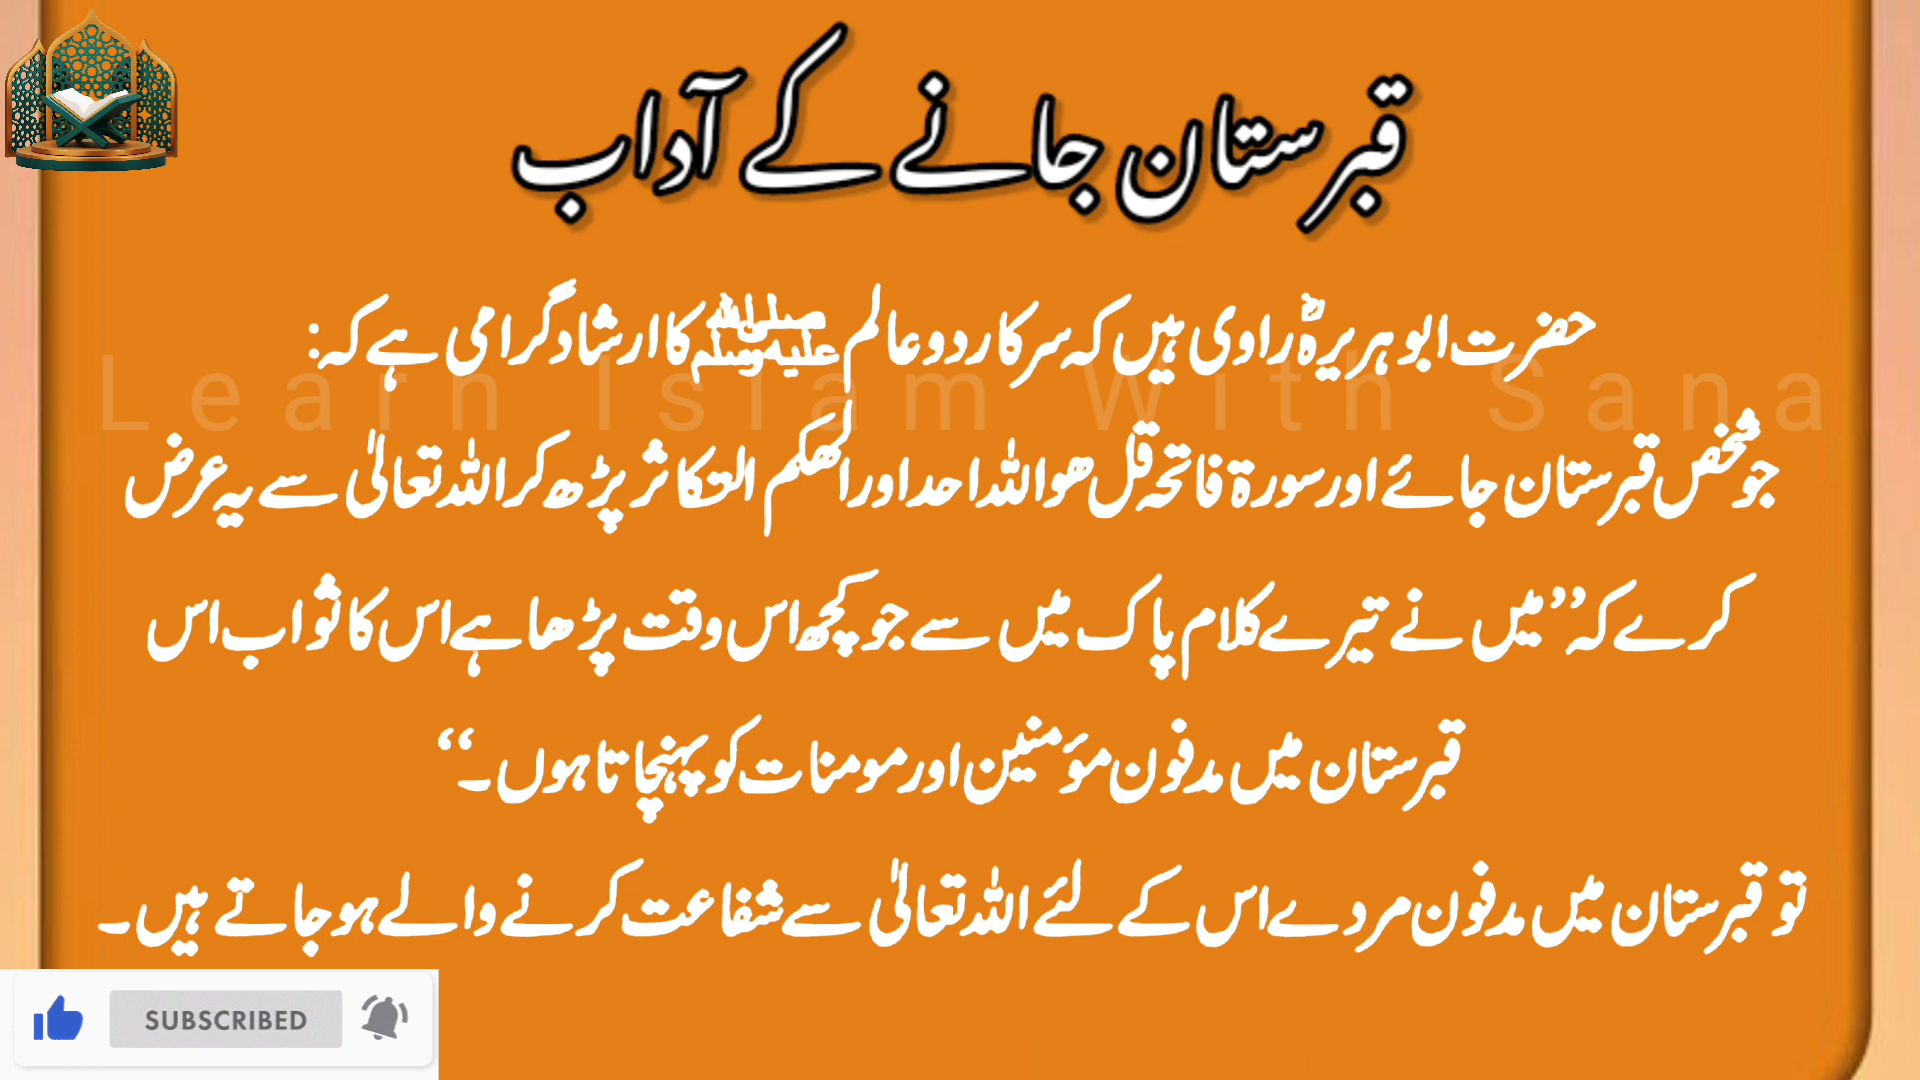 قبرستان جانے کے آداب
حضرت ابو ہریرہؓ راوی ہیں کہ سرکار دو عالم ﷺ کا ارشاد گرامی ہے کہ:
Learn Islam With Sana
جو شخص قبرستان جائے اور سورۃ فاتحہ قل ھو اللہ احد اور الھٰکم التکاثر پڑھ کر اللہ تعالیٰ سے یہ عرض
کرے کہ ’’میں نے تیرے کلام پاک میں سے جو کچھ اس وقت پڑھا ہے اس کا ثواب اس
قبرستان میں مدفون مؤمنین اور مومنات کو پہنچاتا ہوں۔‘‘
تو قبرستان میں مدفون مردے اس کے لئے اللہ تعالیٰ سے شفاعت کرنے والے ہو جاتے ہیں۔
SUBSCRIBED